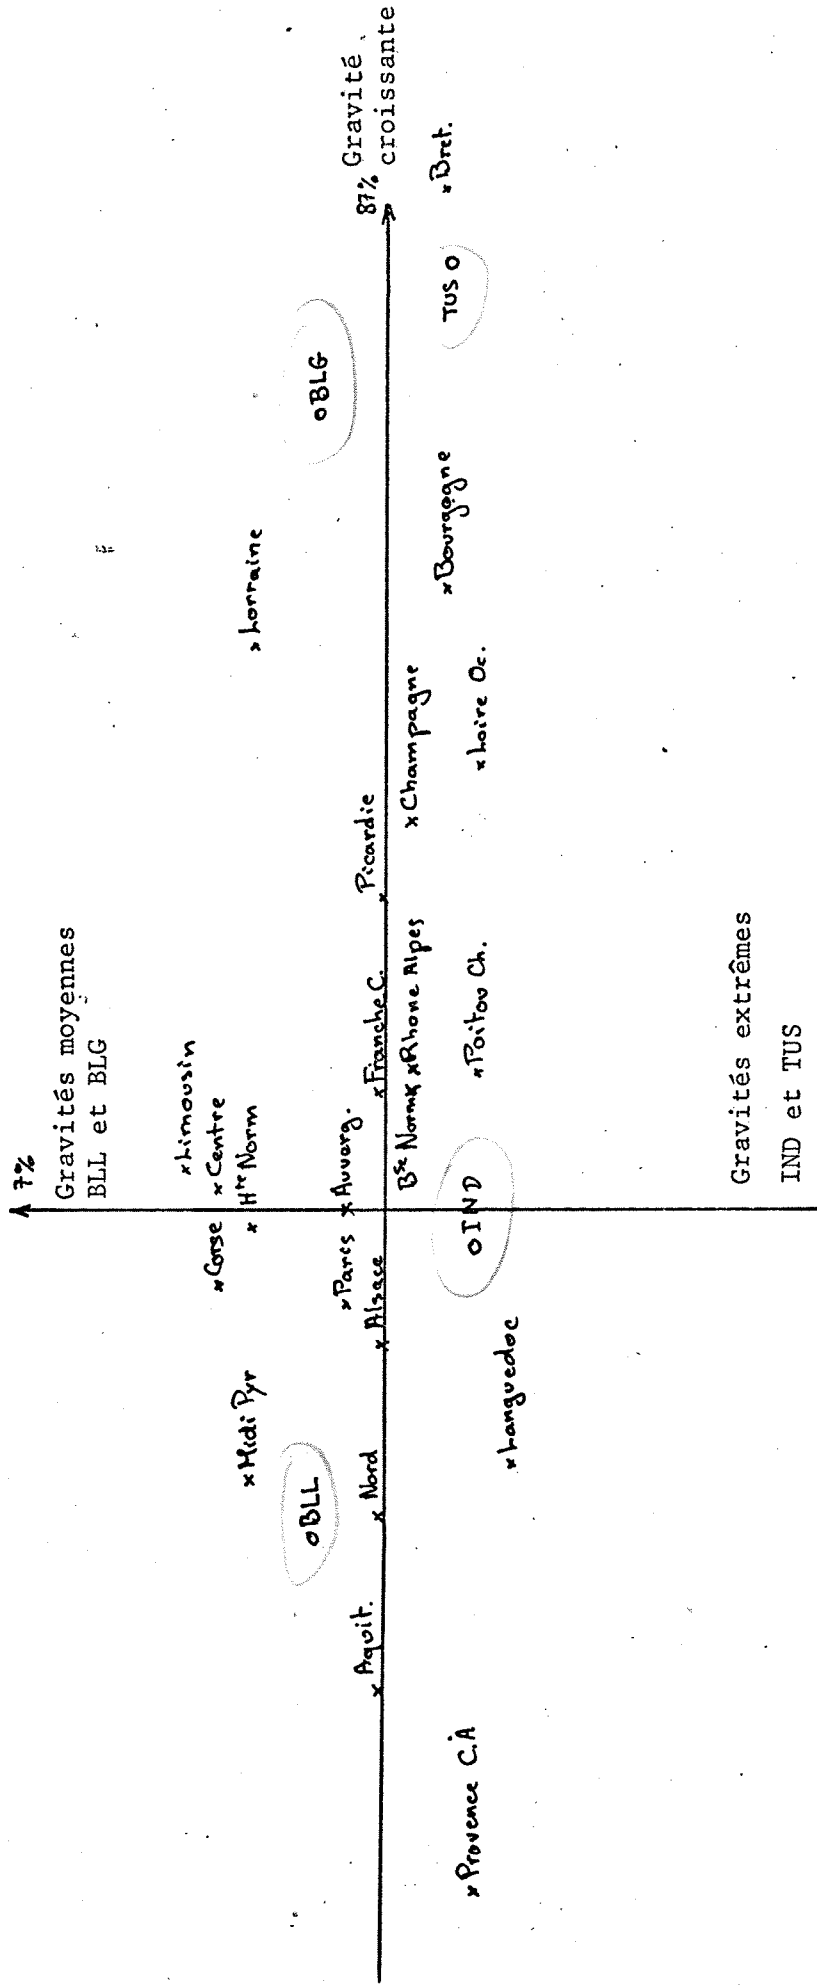 7%
Gravités moyennes
BLL et BLG
Limousin
Corse
Centre
Hte Norm
Midi Pyr
Lorraine
BLL
BLG
Paris
Auverg.
Aquit.
Nord
Alsace
Franche C.
Picardie
87%
Gravité
croissante
Bse Norm
Rhone Alpes
Champagne
Bourgogne
TUS
Bret.
Provence C.A
Languedoc
IND
Poitou Ch.
Loire Oc.
Gravités extrêmes
IND et TUS